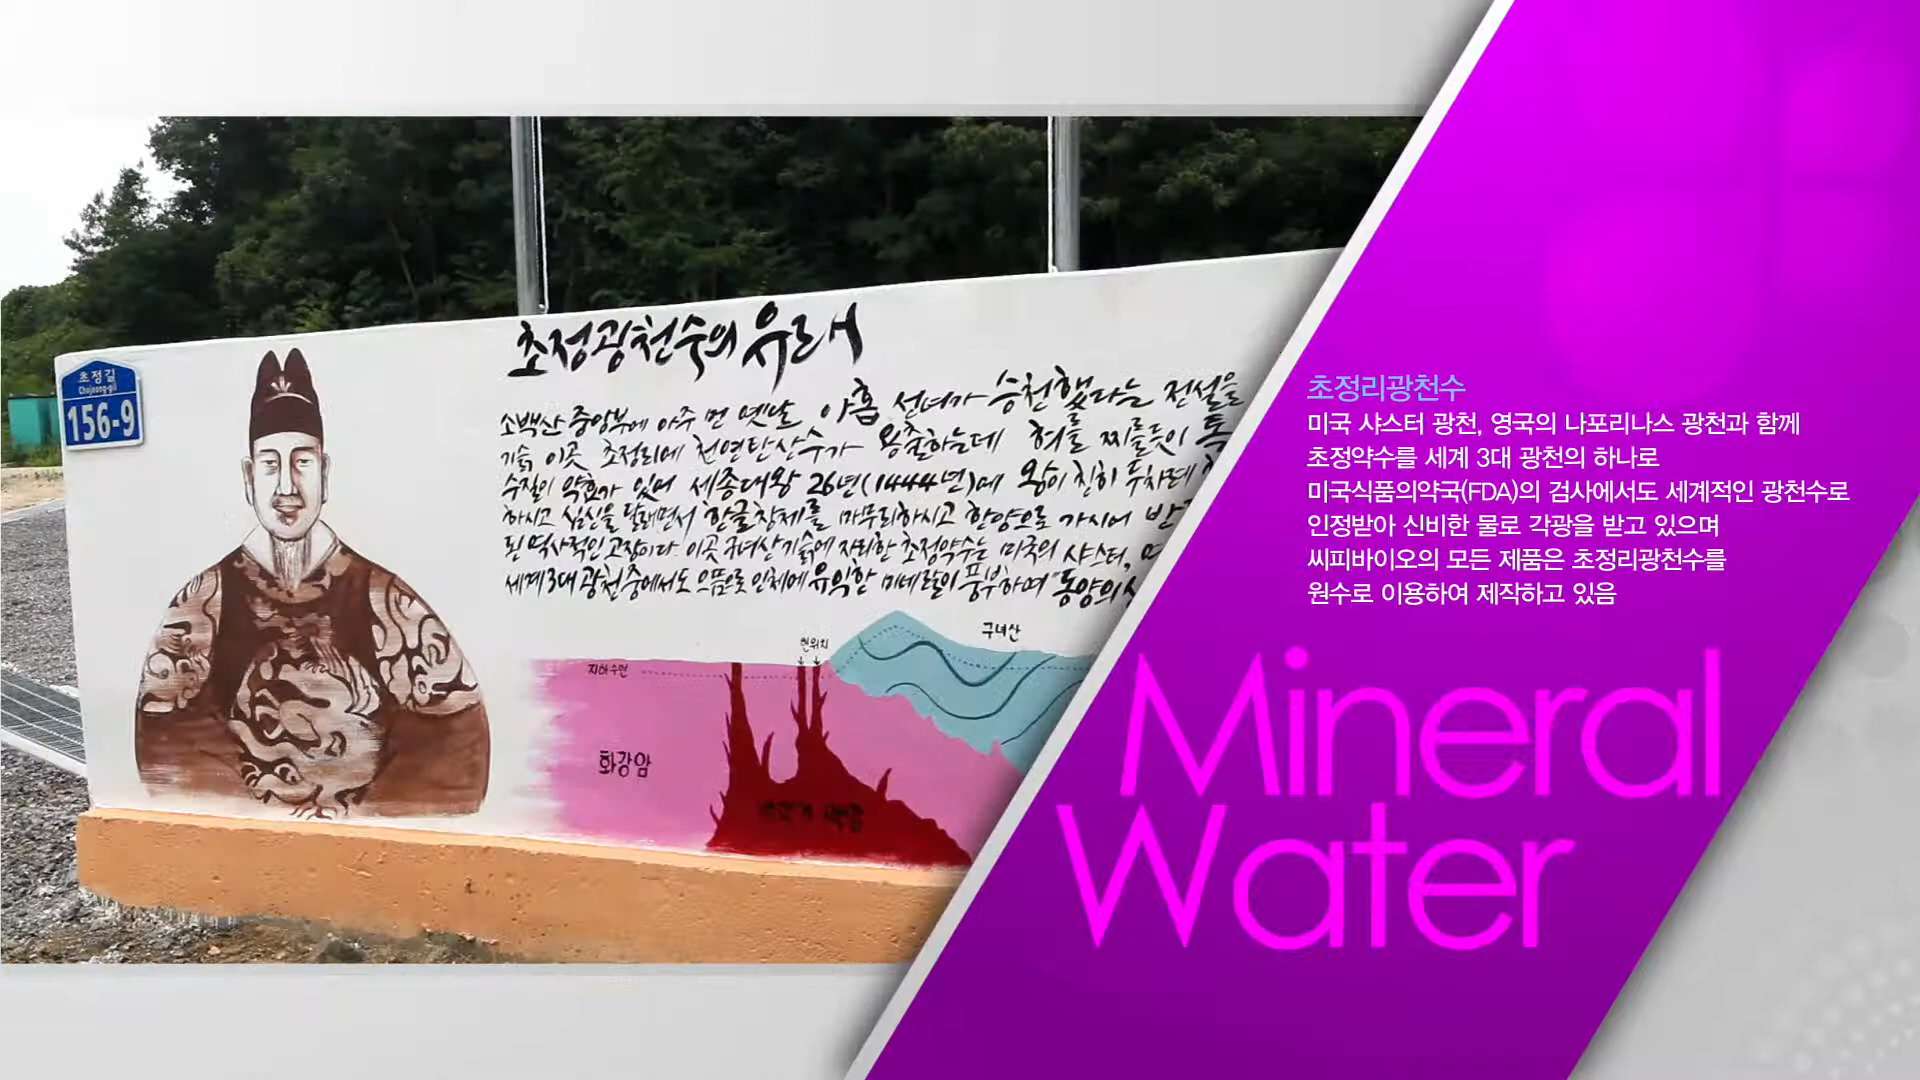 초정길
Chojeong-gil
156-9
초정광천수의 유래
소백산 중앙부에 아주 먼 옛날 아홉 선녀가 승천했다는 전설을
기슭 이곳 초정리에 천연탄산수가 용출하는데 혀를 찌를듯이 톡
수질의 약효가 있어 세종대왕 26년(1444년)에 왕이 친히 두차례
하시고 심신을 달래면서 한글창제를 마무리하시고 한양으로 가시어 반
된 역사적인 고장이다. 이곳 구녀산 기슭에 자리한 초정약수는 미국의 샤스터,
세계3대 광천 중에서도 으뜸으로 인체에 유익한 미네랄이 풍부하며 "동양의
현위치
구녀산
지하수면
화강암
초정리광천수
미국 샤스터 광천, 영국의 나포리나스 광천과 함께
초정약수를 세계 3대 광천의 하나로
미국식품의약국(FDA)의 검사에서도 세계적인 광천수로
인정받아 신비한 물로 각광을 받고 있으며
씨피바이오의 모든 제품은 초정리광천수를
원수로 이용하여 제작하고 있음
Mineral
Water